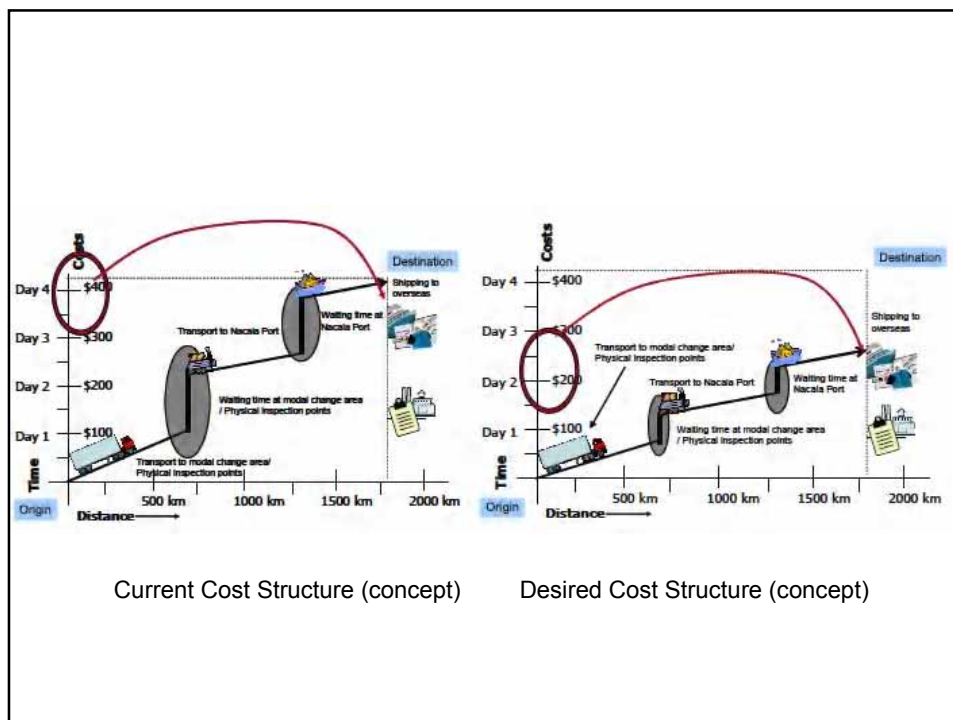 Costs
Day 4
$400
Day 3
$300
Day 2
$200
Day 1
$100
Time
Origin
Distance
500 km
1000 km
1500 km
2000 km
Transport to modal change area/
Physical Inspection points
Waiting time at modal change area
/ Physical Inspection points
Transport to Nacala Port
Waiting time at
Nacala Port
Shipping to
overseas
Destination
Costs
Day 4
$400
Day 3
$300
Day 2
$200
Day 1
$100
Time
Origin
Distance
500 km
1000 km
1500 km
2000 km
Transport to modal change area/
Physical Inspection points
Waiting time at modal change area
/ Physical Inspection points
Transport to Nacala Port
Waiting time at
Nacala Port
Shipping to
overseas
Destination
Current Cost Structure (concept)
Desired Cost Structure (concept)